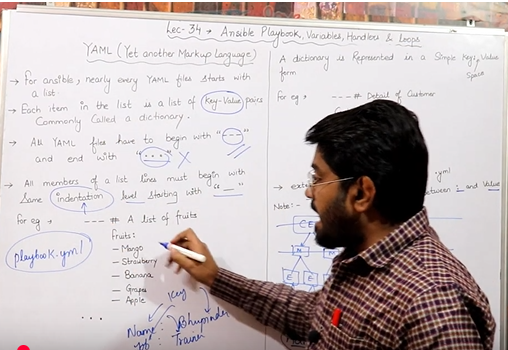 Lec-34 → Ansible Playbook, Variables, Handlers & loops
YAML (Yet another Markup Language)
→ For ansible, nearly every YAML files starts with
a list
→ Each item in the list is a list of Key-Value pairs
Commonly Called a dictionary.
→ All YAML files have to begin with "---"
and end with "..." X
→ All members of a list lines must begin with
Same indentation level starting with "—"
for eg → --- # A list of fruits
playbook.yml
fruits:
- Mango
- Strawbury
- Banana
- Grapes
- Apple
...
Key
Name : Bhupinder
Job : Trainer
A dictionary is Represented in a Simple Key: Value
form
Space
for eg → --- # Detail of Customer
.yml
→ exte
between : and Value
Note:-
CE
M
E E